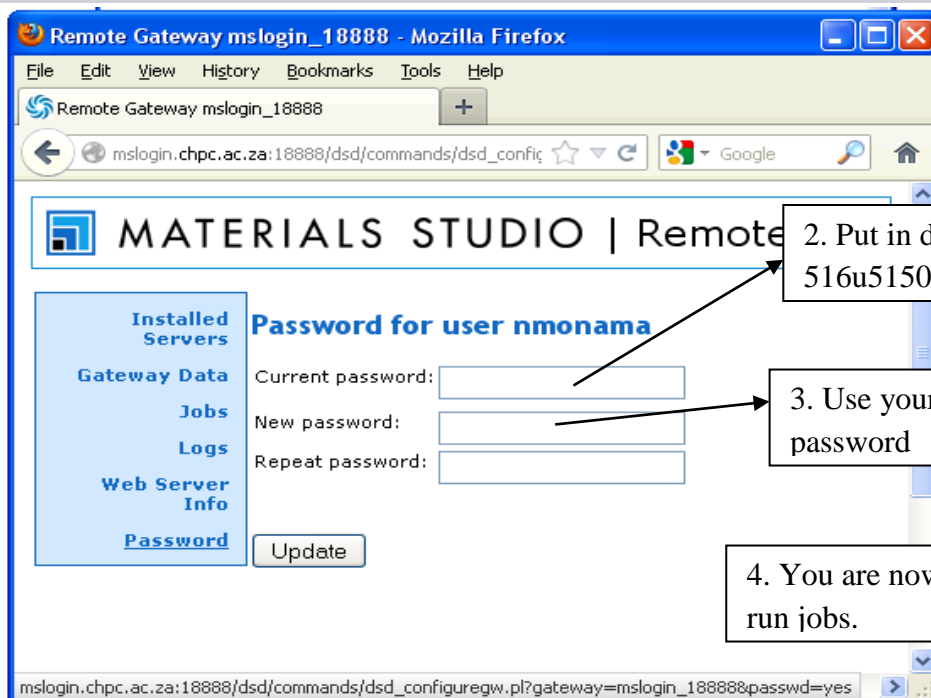 Remote Gateway mslogin_18888 - Mozilla Firefox
File Edit View History Bookmarks Tools Help
Remote Gateway mslogin_18888
mslogin.chpc.ac.za:18888/dsd/commands/dsd_config
Google
MATERIALS STUDIO | Remote
2. Put in d
516u5150
Installed
Servers
Gateway Data
Jobs
Logs
Web Server
Info
Password
Password for user nmonama
Current password:
New password:
Repeat password:
Update
3. Use your
password
4. You are now
run jobs.
mslogin.chpc.ac.za:18888/dsd/commands/dsd_configuregw.pl?gateway=mslogin_18888&passwd=yes